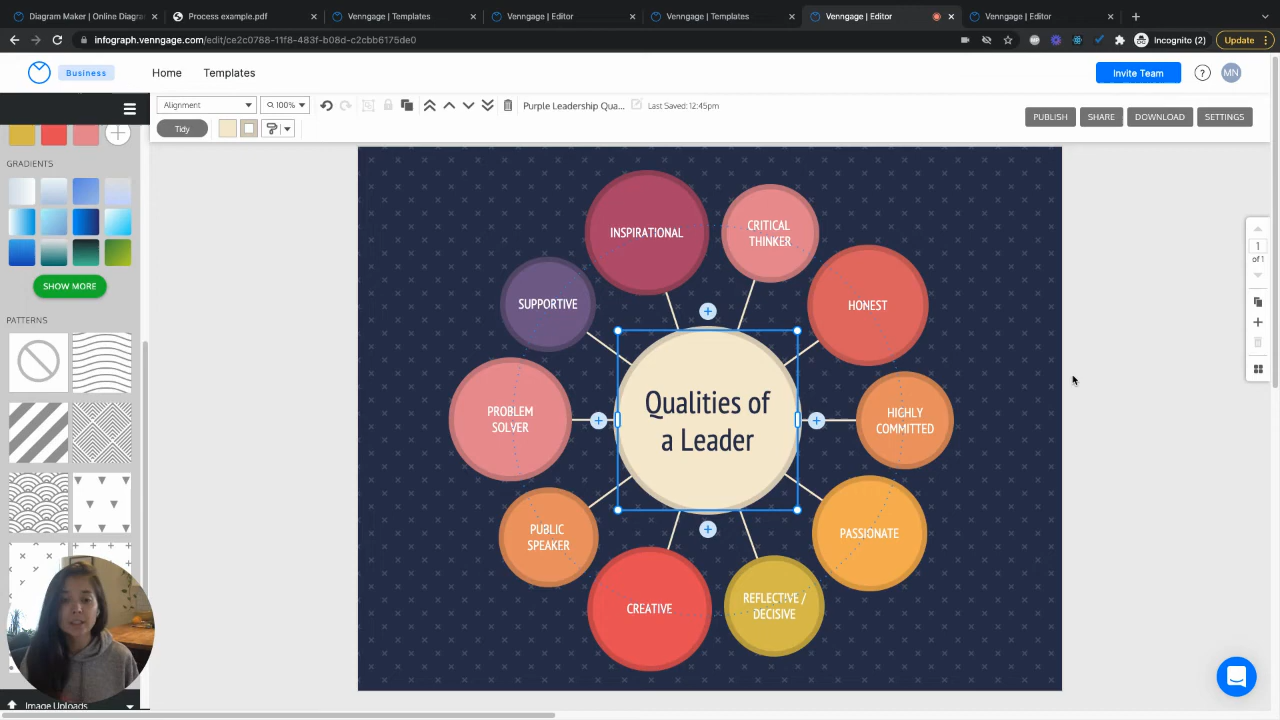 Diagram Maker | Online Diagra
Process example.pdf
Venngage | Templates
Venngage | Editor
Venngage | Templates
Venngage | Editor
Venngage | Editor
infograph.venngage.com/edit/ce2c0788-11f8-483f-b08d-c2cbb6175de0
Incognito (2)
Update
Business
Home
Templates
Invite Team
?
MN
Alignment
100%
Purple Leadership Qua...
Last Saved: 12:45pm
Tidy
PUBLISH
SHARE
DOWNLOAD
SETTINGS
GRADIENTS
SHOW MORE
PATTERNS
Image Uploads
1
of 1
INSPIRATIONAL
CRITICAL
THINKER
SUPPORTIVE
HONEST
Qualities of
a Leader
PROBLEM
SOLVER
HIGHLY
COMMITTED
PUBLIC
SPEAKER
PASSIONATE
CREATIVE
REFLECTIVE /
DECISIVE